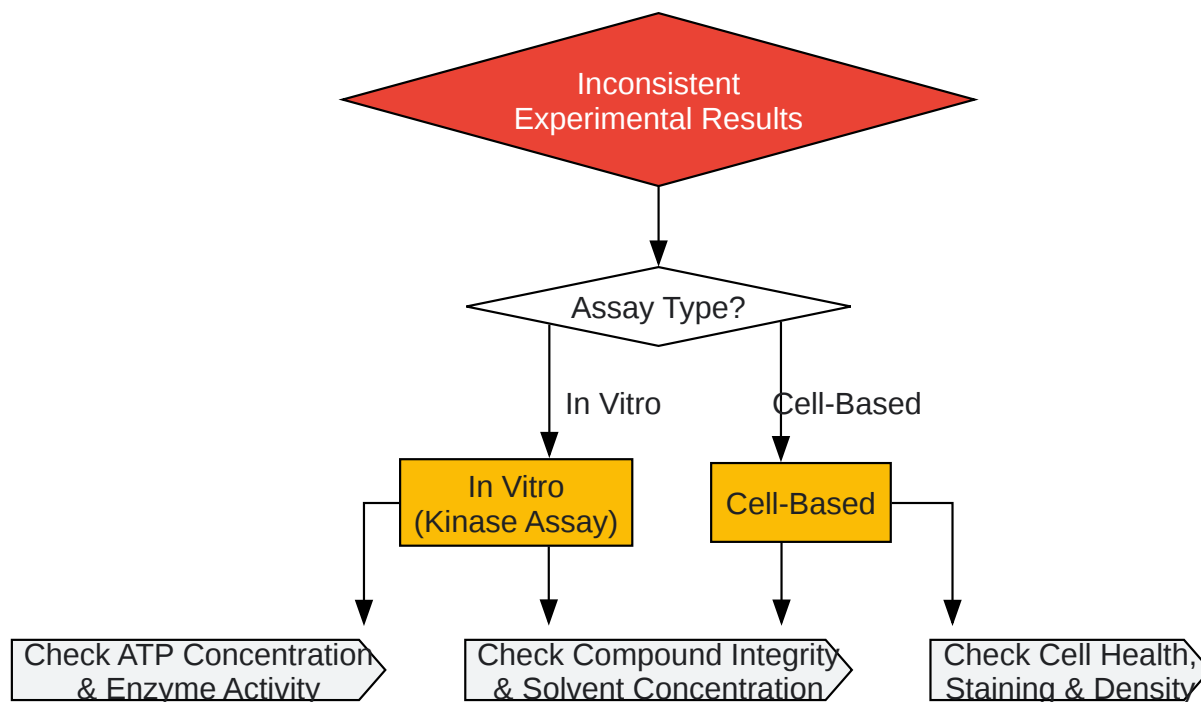 Inconsistent
Experimental Results
Assay Type?
In Vitro
Cell-Based
In Vitro
(Kinase Assay)
Cell-Based
Check ATP Concentration
& Enzyme Activity
Check Compound Integrity
& Solvent Concentration
Check Cell Health,
Staining & Density